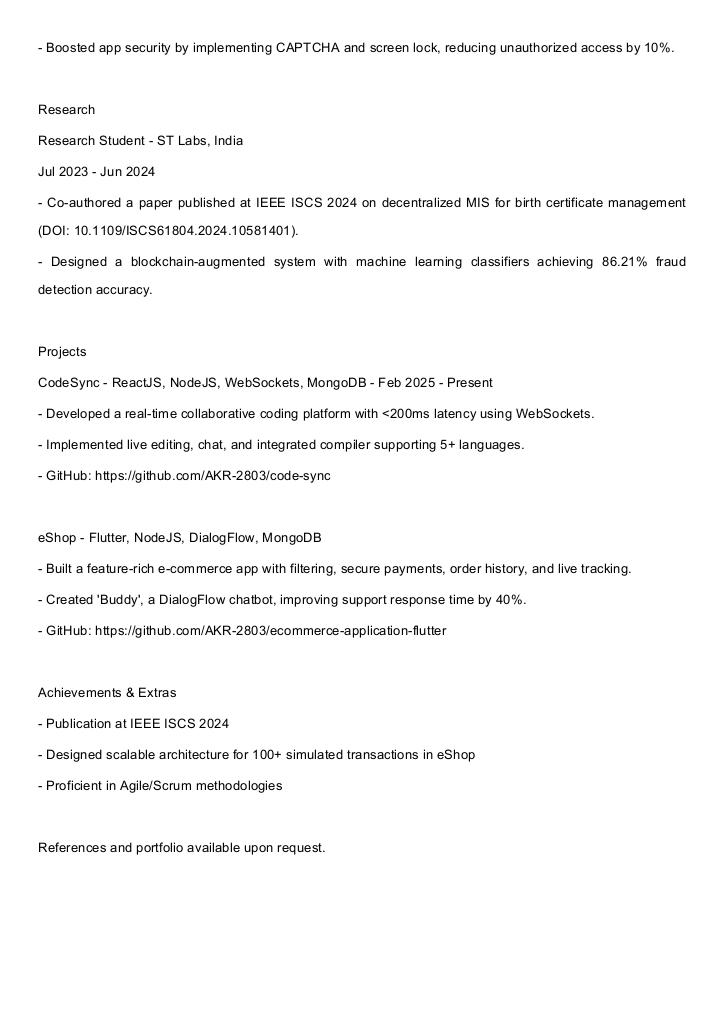 - Boosted app security by implementing CAPTCHA and screen lock, reducing unauthorized access by 10%.
Research
Research Student - ST Labs, India
Jul 2023 - Jun 2024
- Co-authored a paper published at IEEE ISCS 2024 on decentralized MIS for birth certificate management
(DOI: 10.1109/ISCS61804.2024.10581401).
- Designed a blockchain-augmented system with machine learning classifiers achieving 86.21% fraud
detection accuracy.
Projects
CodeSync - ReactJS, NodeJS, WebSockets, MongoDB - Feb 2025 - Present
- Developed a real-time collaborative coding platform with <200ms latency using WebSockets.
- Implemented live editing, chat, and integrated compiler supporting 5+ languages.
- GitHub: https://github.com/AKR-2803/code-sync
eShop - Flutter, NodeJS, DialogFlow, MongoDB
- Built a feature-rich e-commerce app with filtering, secure payments, order history, and live tracking.
- Created 'Buddy', a DialogFlow chatbot, improving support response time by 40%.
- GitHub: https://github.com/AKR-2803/ecommerce-application-flutter
Achievements & Extras
- Publication at IEEE ISCS 2024
- Designed scalable architecture for 100+ simulated transactions in eShop
- Proficient in Agile/Scrum methodologies
References and portfolio available upon request.